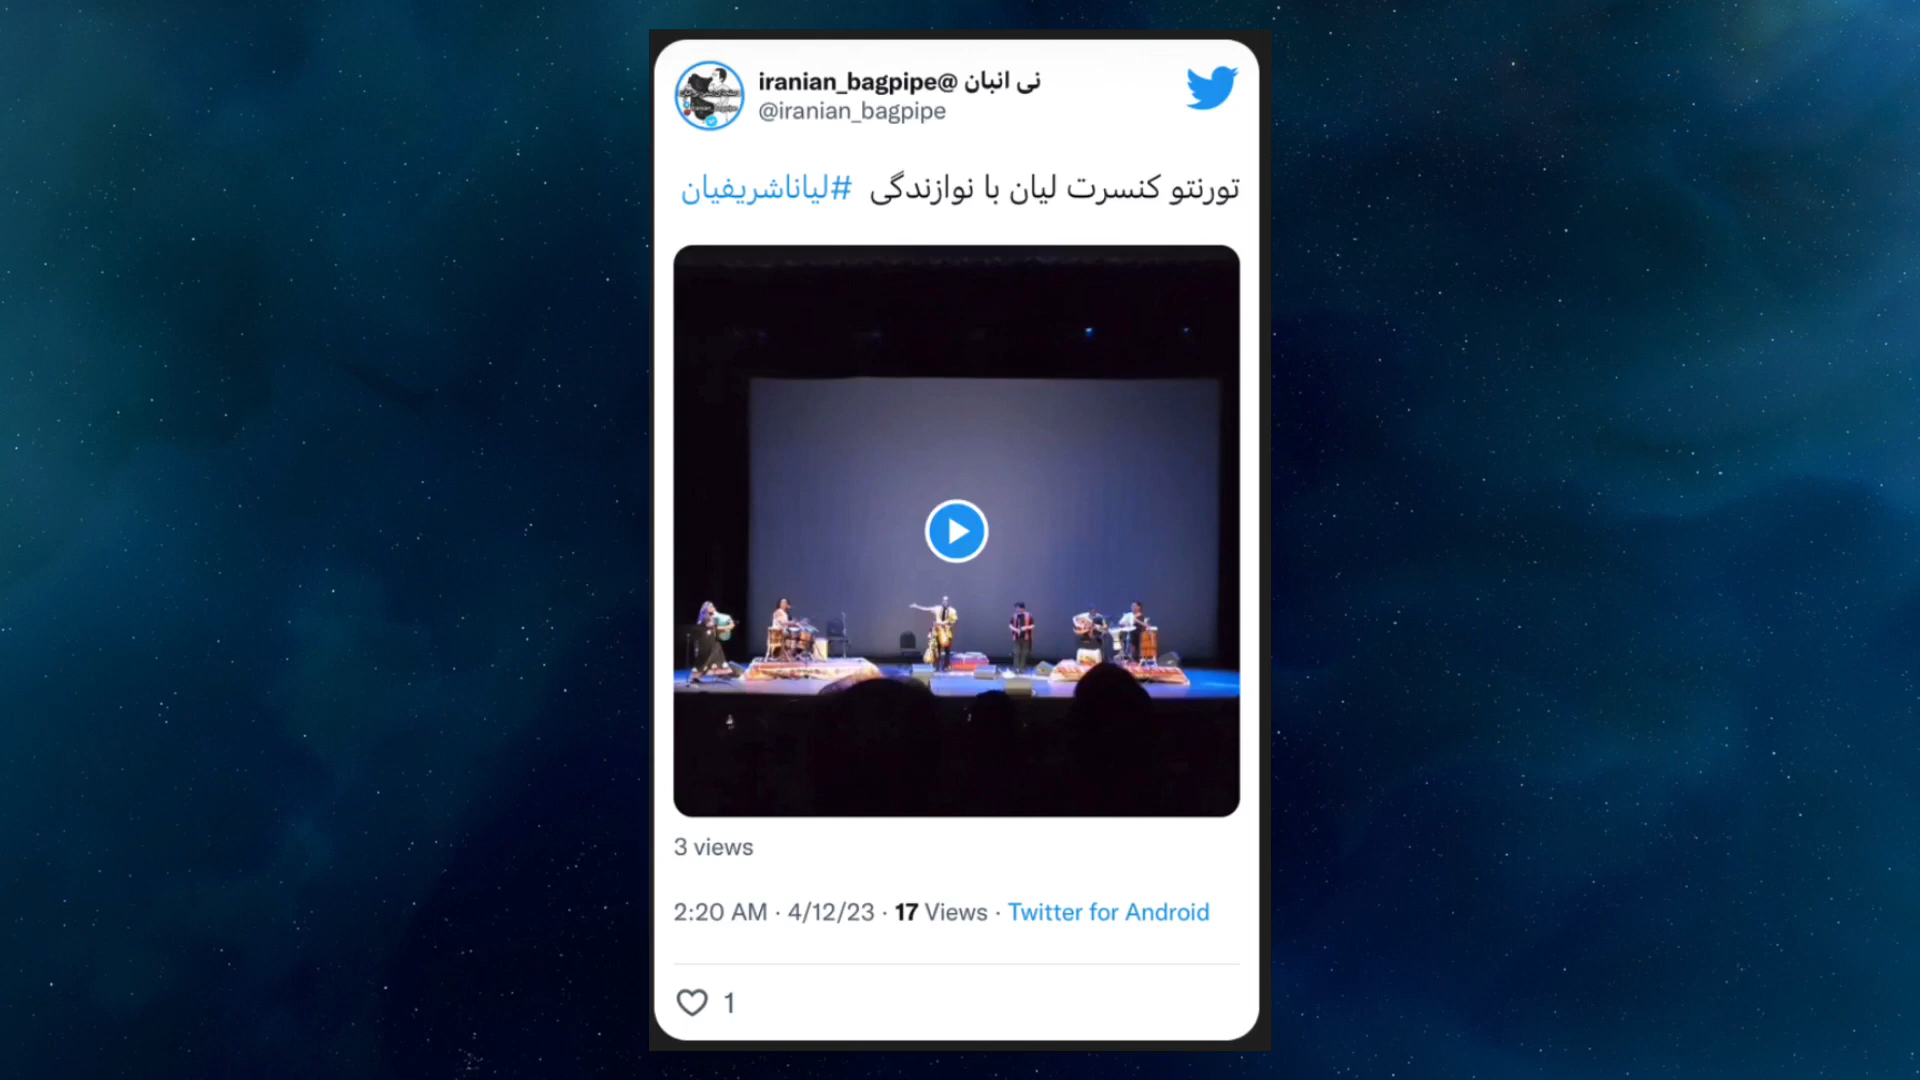 نی انبان @iranian_bagpipe
@iranian_bagpipe
تورنتو کنسرت لیان با نوازندگی #لیاناشریفیان
3 views
2:20 AM · 4/12/23 · 17 Views · Twitter for Android
1